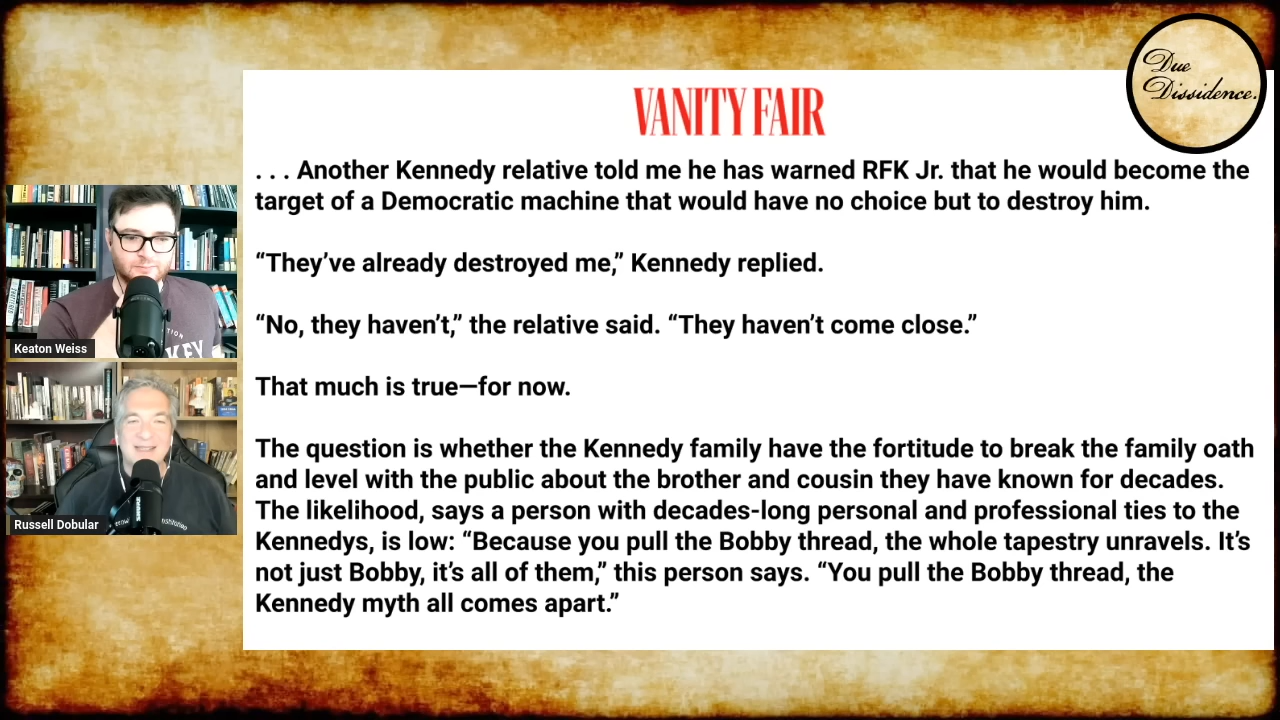 Due
Dissidence.
VANITY FAIR
. . . Another Kennedy relative told me he has warned RFK Jr. that he would become the
target of a Democratic machine that would have no choice but to destroy him.
“They’ve already destroyed me,” Kennedy replied.
“No, they haven’t,” the relative said. “They haven’t come close.”
That much is true—for now.
The question is whether the Kennedy family have the fortitude to break the family oath
and level with the public about the brother and cousin they have known for decades.
The likelihood, says a person with decades-long personal and professional ties to the
Kennedys, is low: “Because you pull the Bobby thread, the whole tapestry unravels. It’s
not just Bobby, it’s all of them,” this person says. “You pull the Bobby thread, the
Kennedy myth all comes apart.”
Keaton Weiss
Russell Dobular